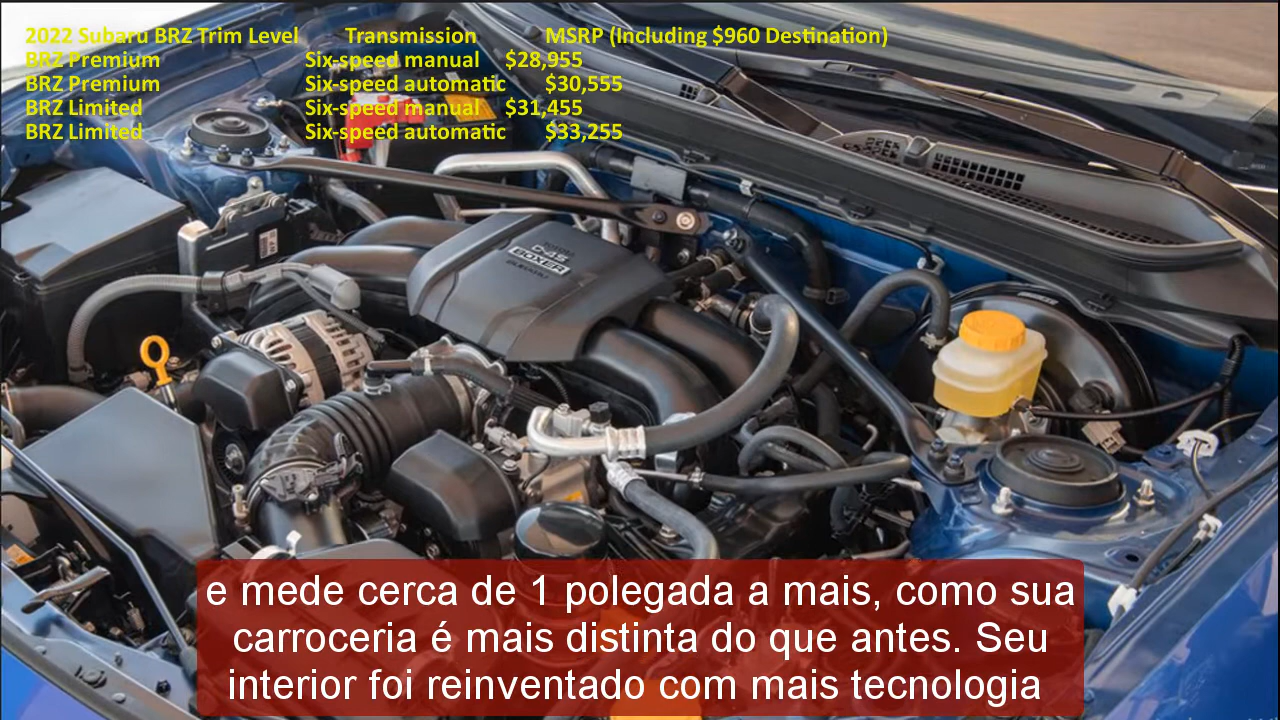 2022 Subaru BRZ Trim Level Transmission MSRP (Including $960 Destination)
BRZ Premium Six-speed manual $28,955
BRZ Premium Six-speed automatic $30,555
BRZ Limited Six-speed manual $31,455
BRZ Limited Six-speed automatic $33,255
D-4S
BOXER
SUBARU
e mede cerca de 1 polegada a mais, como sua
carroceria é mais distinta do que antes. Seu
interior foi reinventado com mais tecnologia